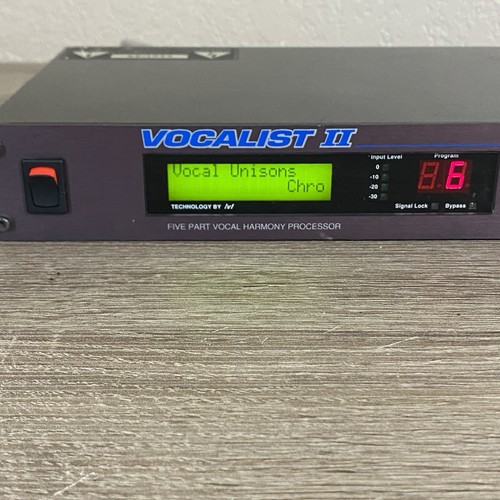 VOCALIST II
Vocal Unisons
Chro
TECHNOLOGY BY IVL
FIVE PART VOCAL HARMONY PROCESSOR
Input Level
0
-10
-20
-30
Program
6
Signal Lock
Bypass